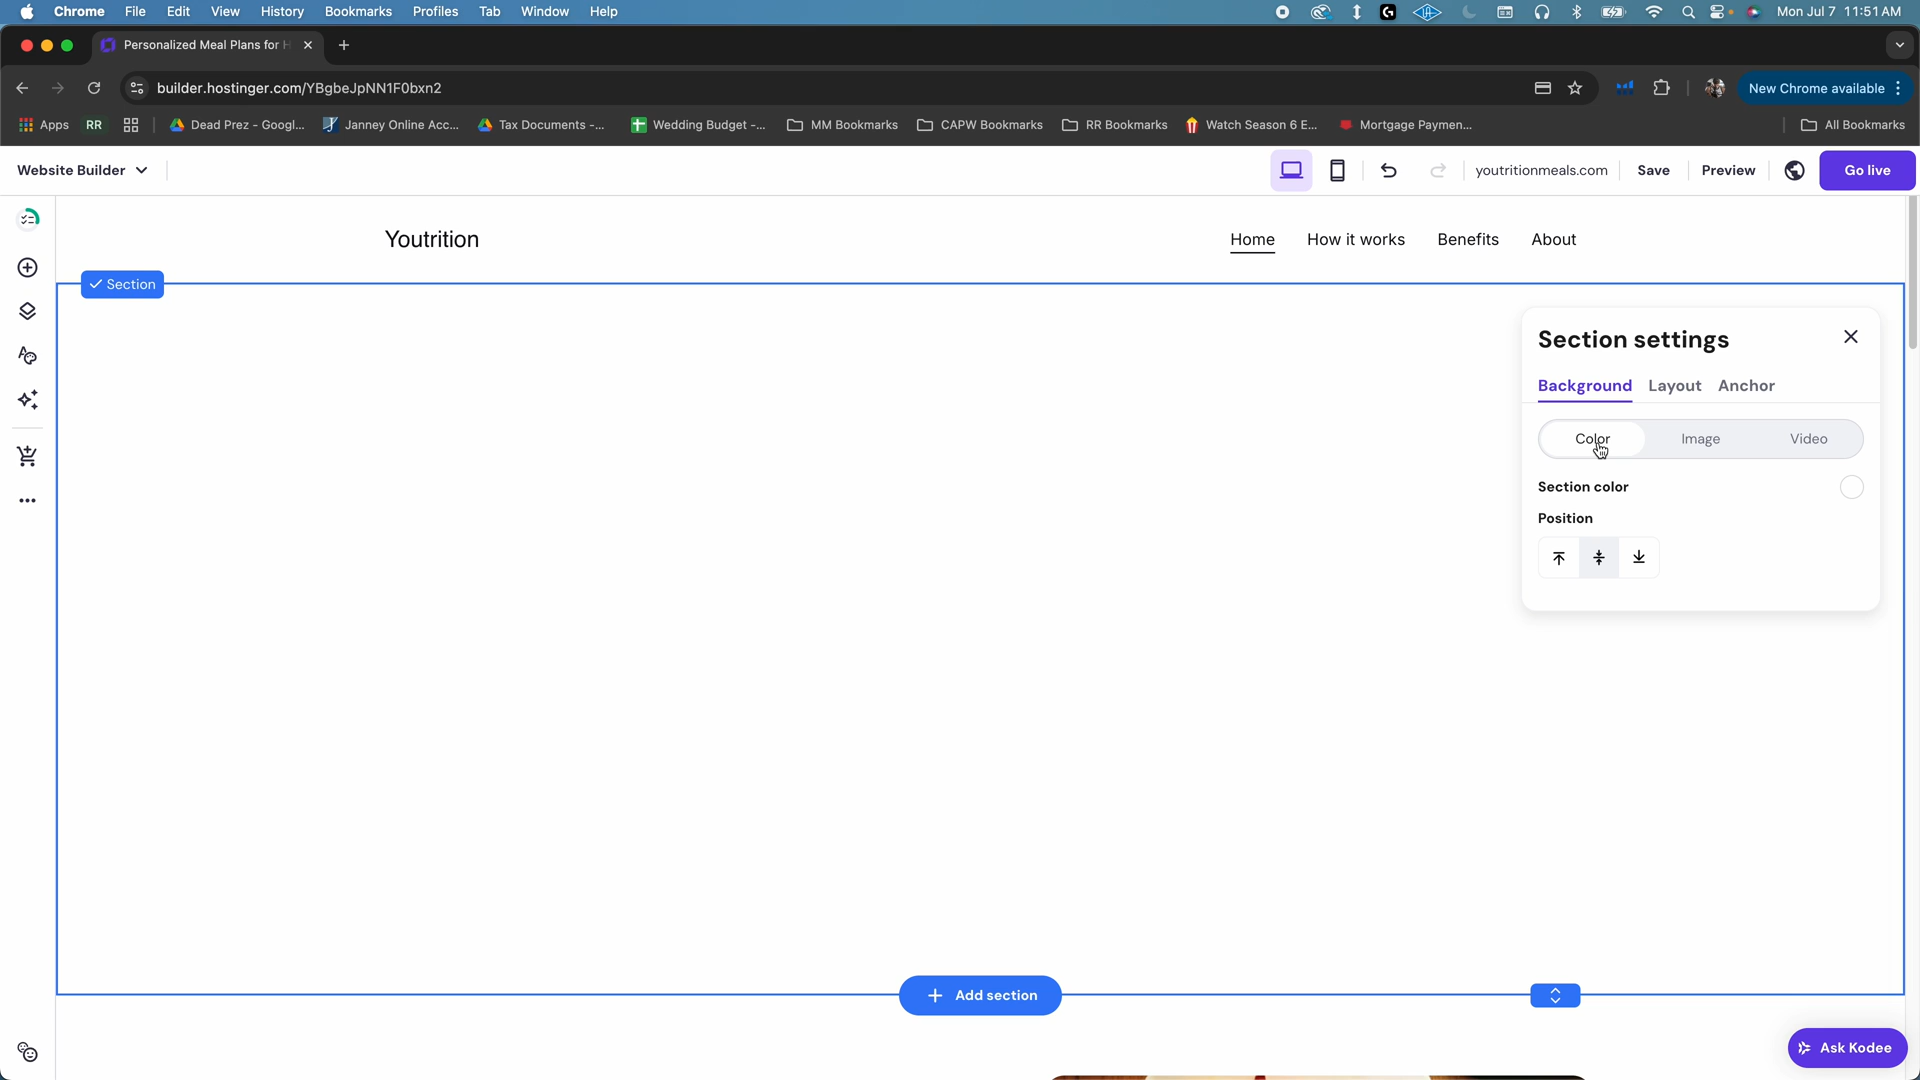 Chrome File Edit View History Bookmarks Profiles Tab Window Help Mon Jul 7 11:51 AM
Personalized Meal Plans for H
builder.hostinger.com/YBgbeJpNN1F0bxn2 New Chrome available
Apps RR Dead Prez - Googl... Janney Online Acc... Tax Documents -... Wedding Budget -... MM Bookmarks CAPW Bookmarks RR Bookmarks Watch Season 6 E... Mortgage Paymen... All Bookmarks
Website Builder youtritionmeals.com Save Preview Go live
Youtrition Home How it works Benefits About
Section
Section settings
Background Layout Anchor
Color Image Video
Section color
Position
Add section
Ask Kodee